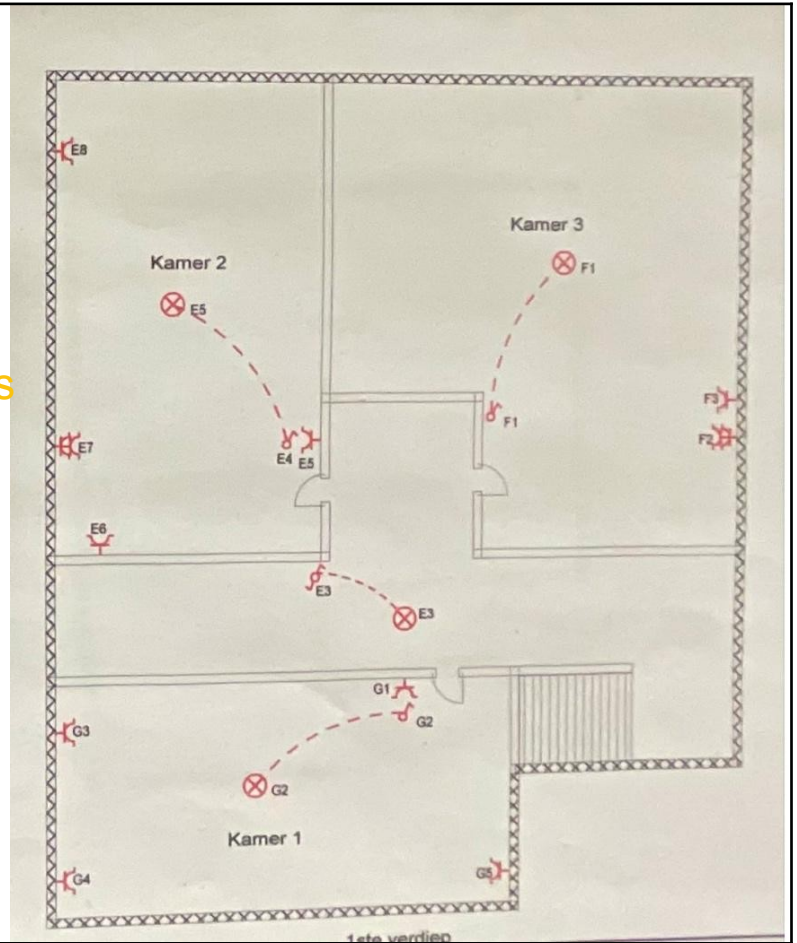 E8
Kamer 3
Kamer 2
F1
E5
F3
F1
F2
E7
E4 E5
E6
E3
E3
G1
G2
G3
G2
Kamer 1
G5
G4
1ste verdiep
S